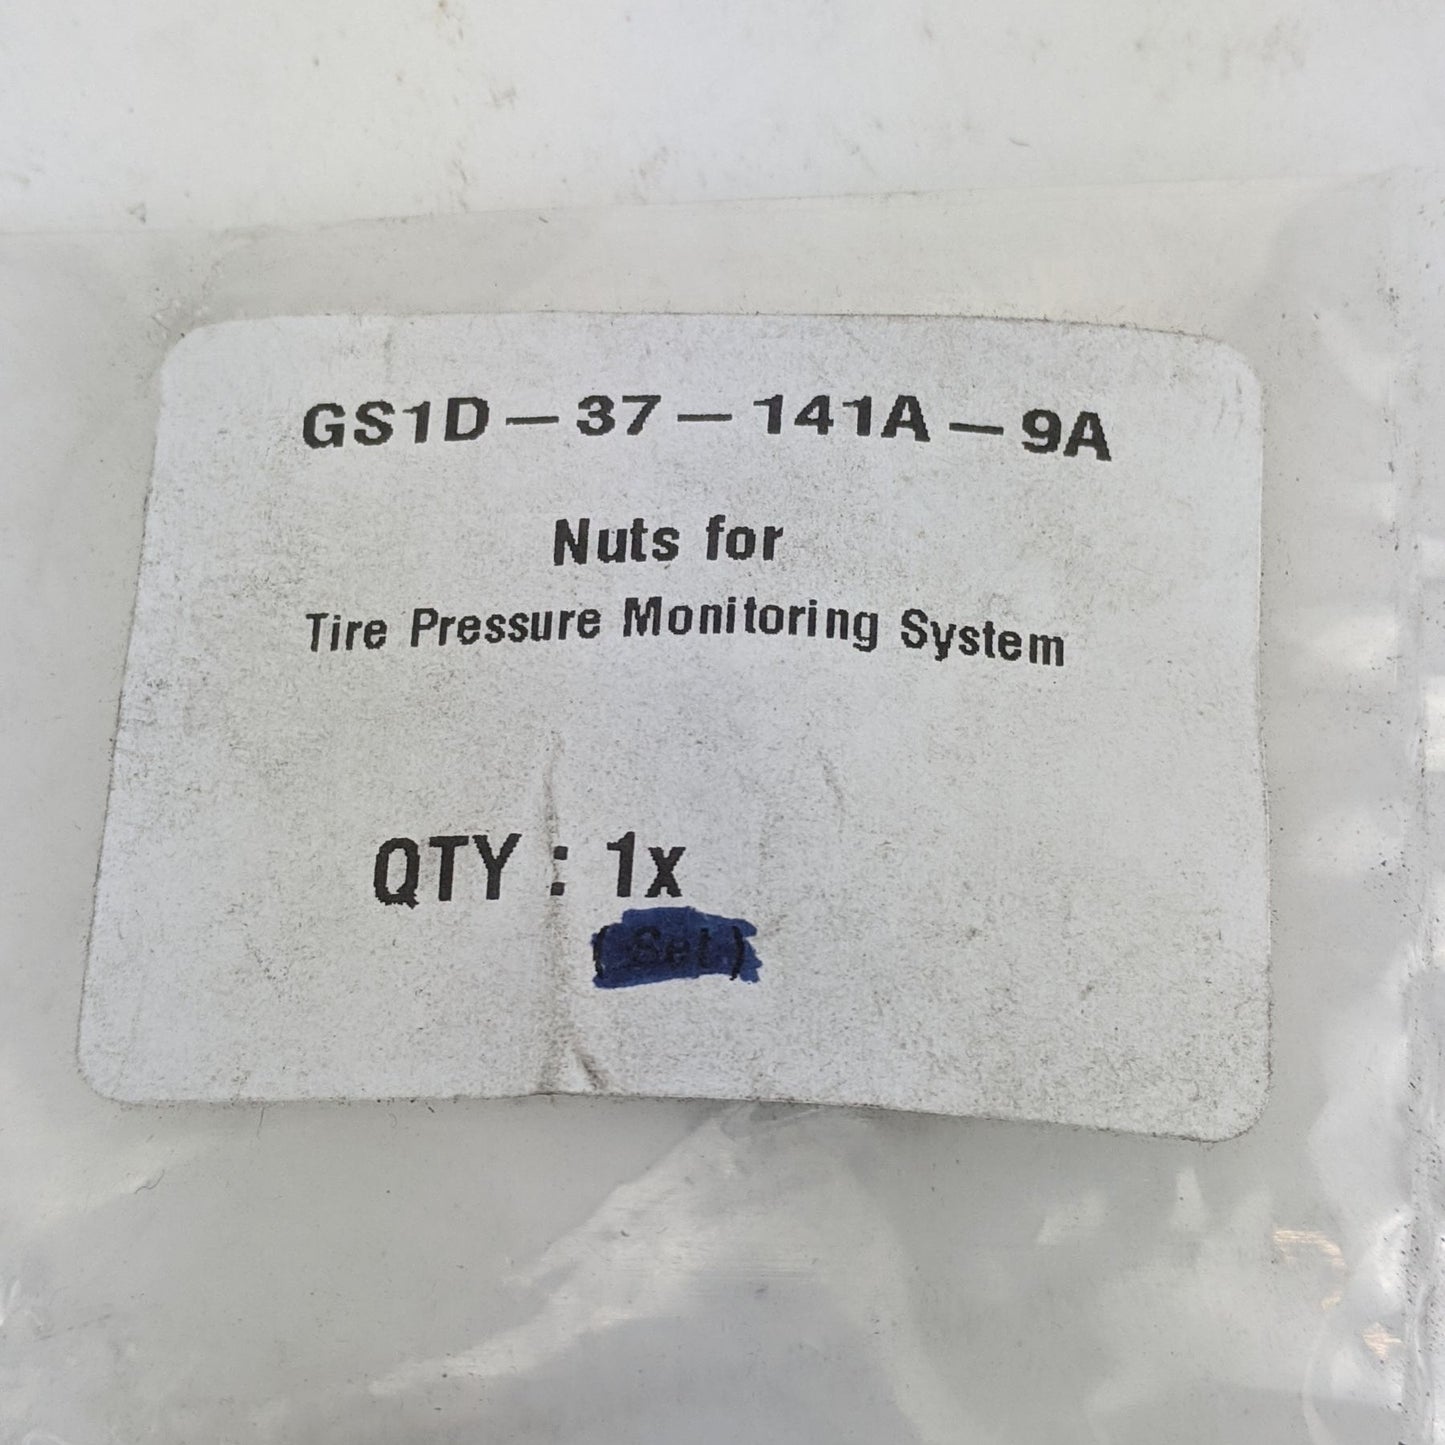 GS1D-37-141A-9A
Nuts for
Tire Pressure Monitoring System
QTY : 1x
(Set)